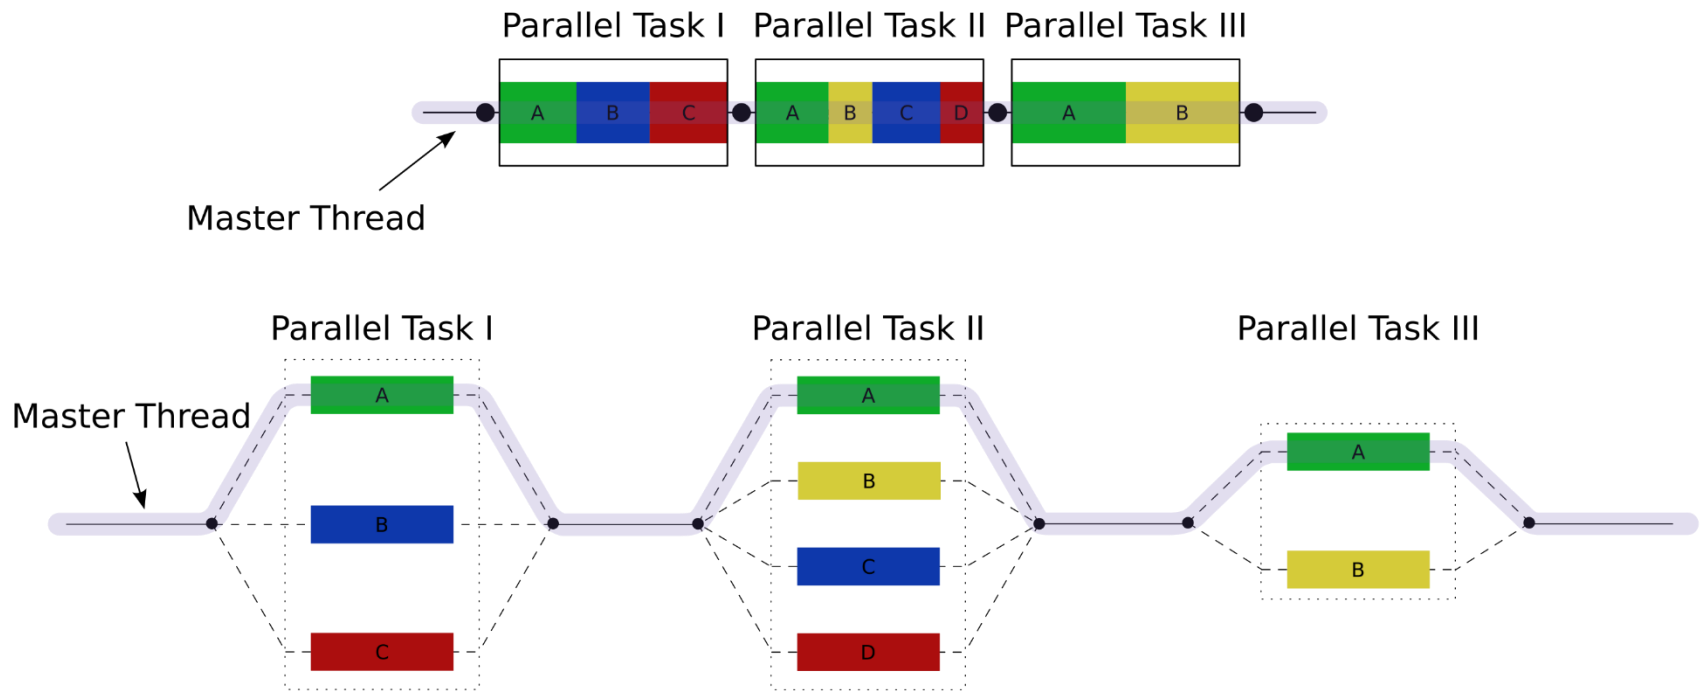 Parallel Task I Parallel Task II Parallel Task III
A B C A B C D A B
Master Thread
Parallel Task I Parallel Task II Parallel Task III
A A
Master Thread
A
B
B
C
B
C D